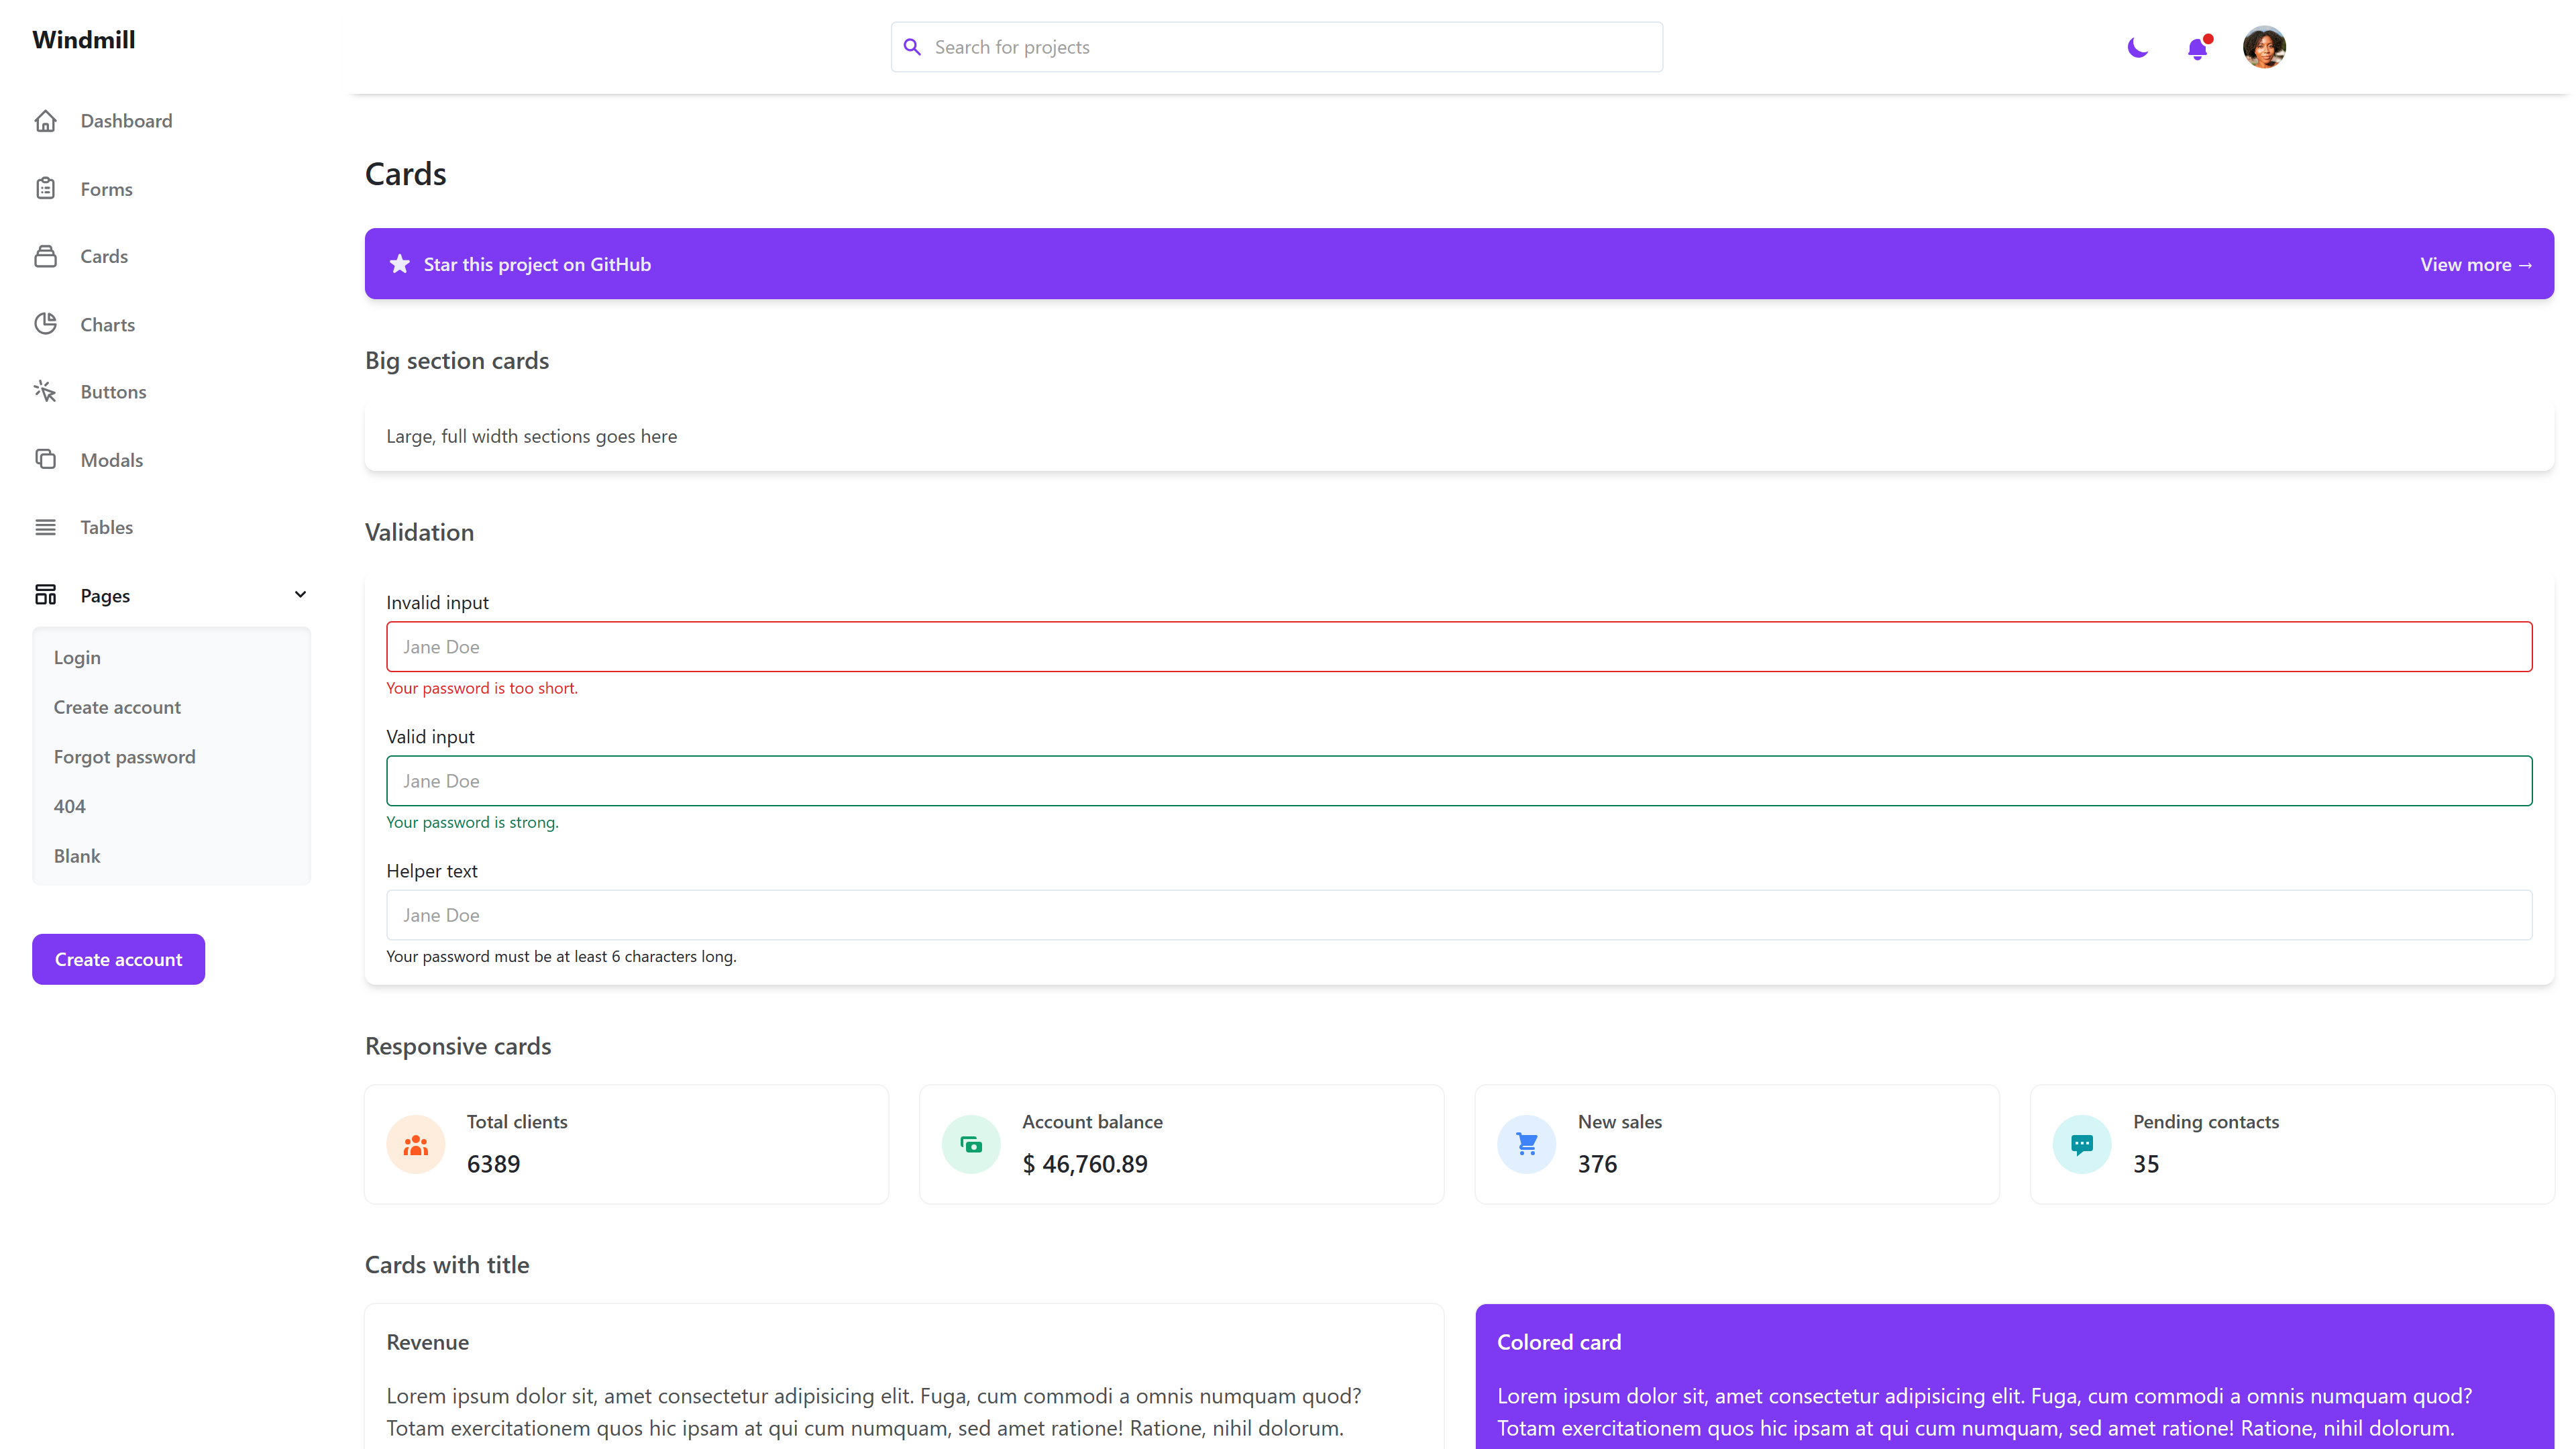 Windmill
Search for projects
Dashboard
Forms
Cards
Charts
Buttons
Modals
Tables
Pages
Login
Create account
Forgot password
404
Blank
Create account
Cards
Star this project on GitHub
View more →
Big section cards
Large, full width sections goes here
Validation
Invalid input
Jane Doe
Your password is too short.
Valid input
Jane Doe
Your password is strong.
Helper text
Jane Doe
Your password must be at least 6 characters long.
Responsive cards
Total clients
6389
Account balance
$ 46,760.89
New sales
376
Pending contacts
35
Cards with title
Revenue
Lorem ipsum dolor sit, amet consectetur adipisicing elit. Fuga, cum commodi a omnis numquam quod?
Totam exercitationem quos hic ipsam at qui cum numquam, sed amet ratione! Ratione, nihil dolorum.
Colored card
Lorem ipsum dolor sit, amet consectetur adipisicing elit. Fuga, cum commodi a omnis numquam quod?
Totam exercitationem quos hic ipsam at qui cum numquam, sed amet ratione! Ratione, nihil dolorum.